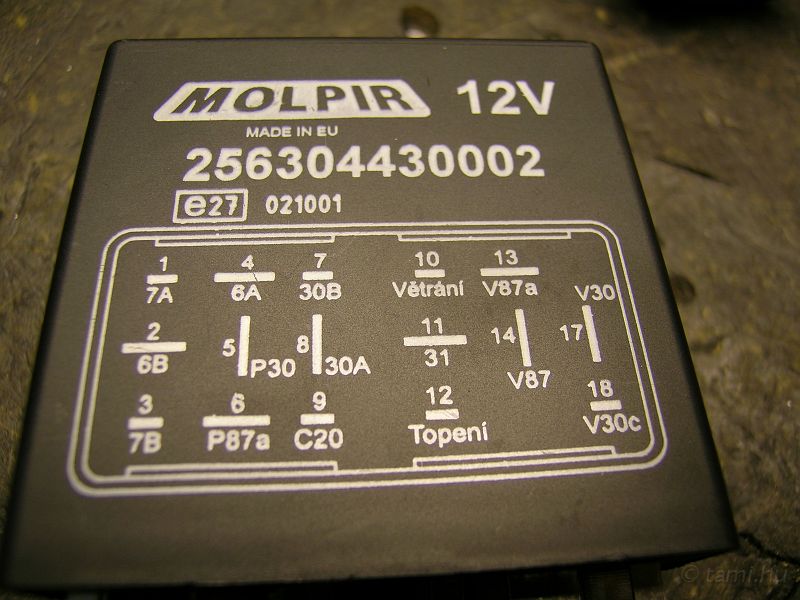 MOLPIR 12V
MADE IN EU
256304430002
e27 021001
1 4 7 10 13
7A 6A 30B Větrání V87a V30
2 5 8 11 14 17
6B P30 30A 31 V87
3 6 9 12 18
7B P87a C20 Topení V30c
© tami.hu